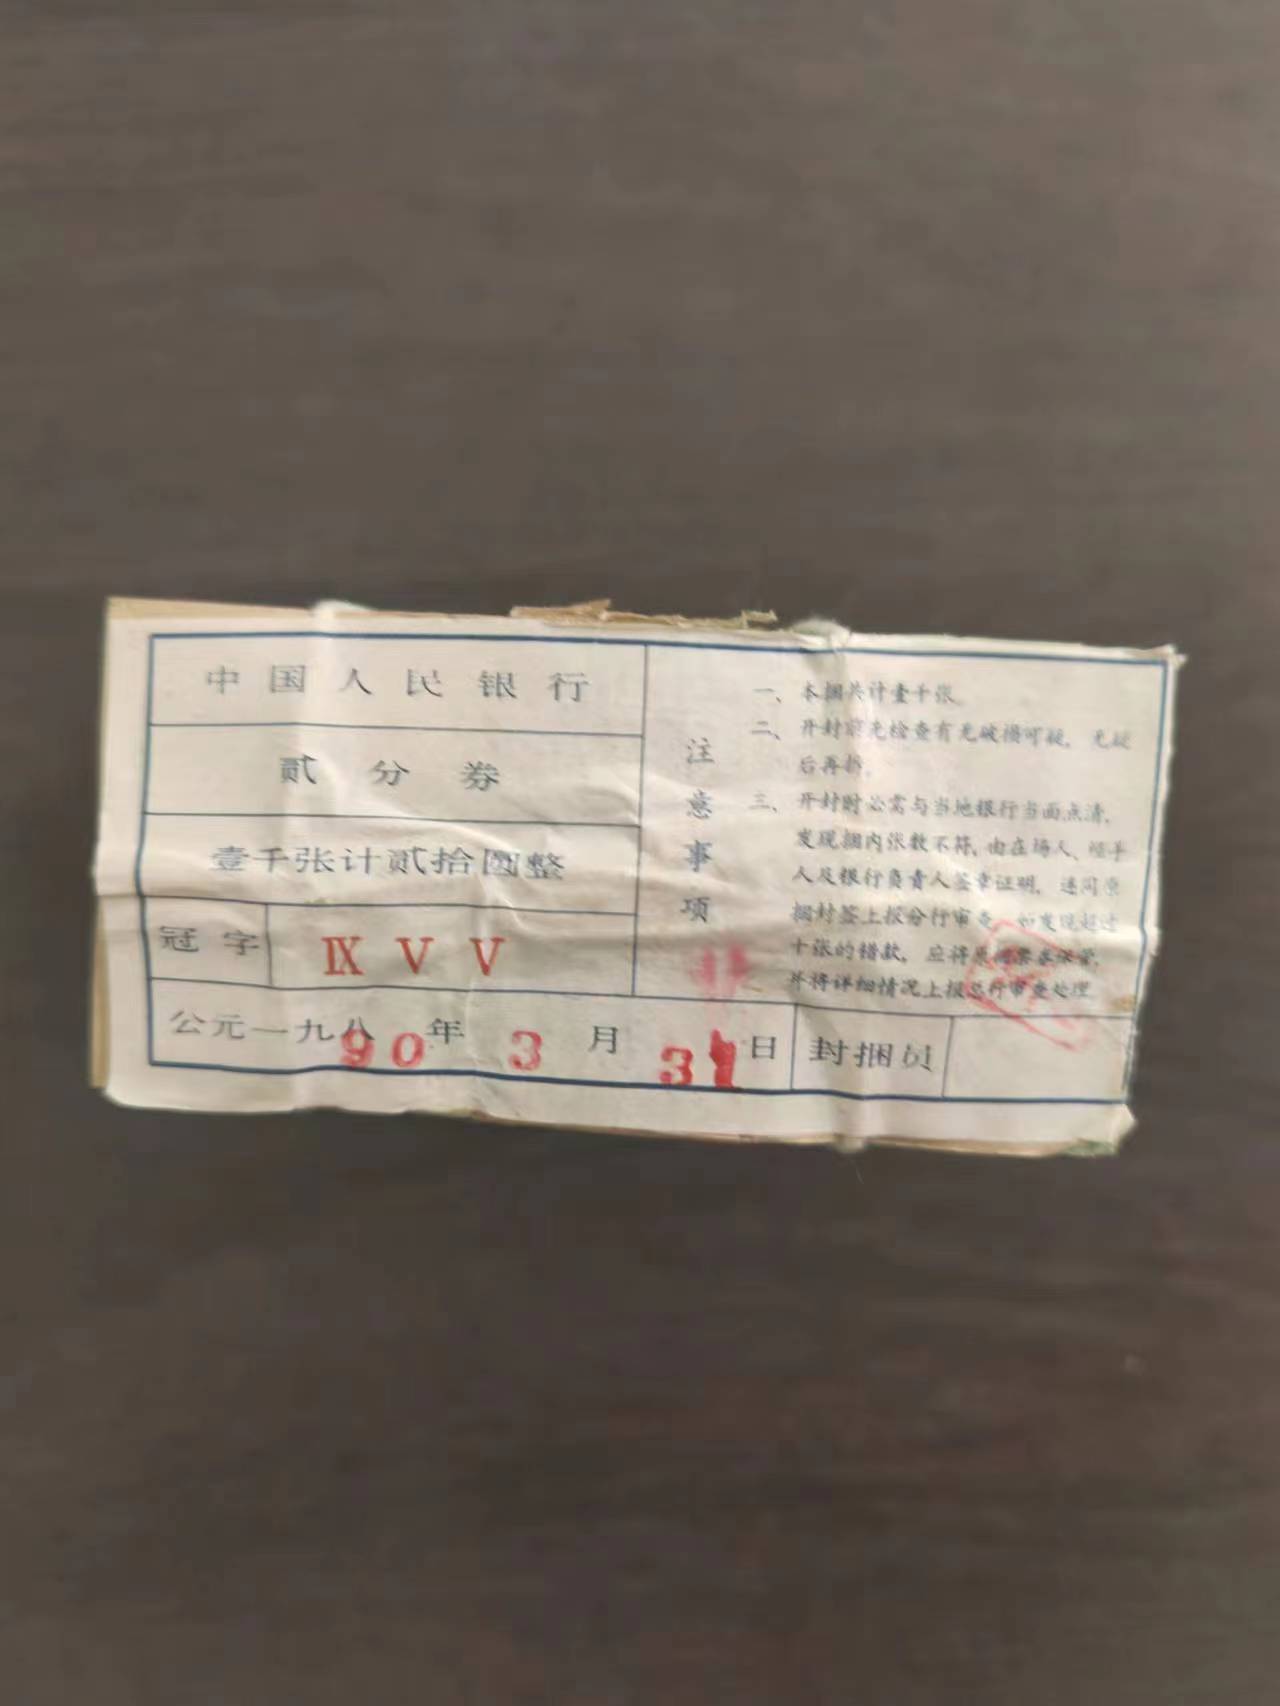 中国人民银行
贰分券
壹千张计贰拾圆整
冠字 IX V V
公元一九八 90 年 3 月 31 日 封捆员
注意事项
一、本捆共计壹千张.
二、开封前先检查有无破损可疑,无疑
后再拆.
三、开封时必需与当地银行当面点清,
发现捆内张数不符,由在场人、经手
人及银行负责人签章证明,连同原
捆封签上报分行审查,如发现超过
十张的错款,应将原捆票券保管,
并将详细情况上报总行审查处理.